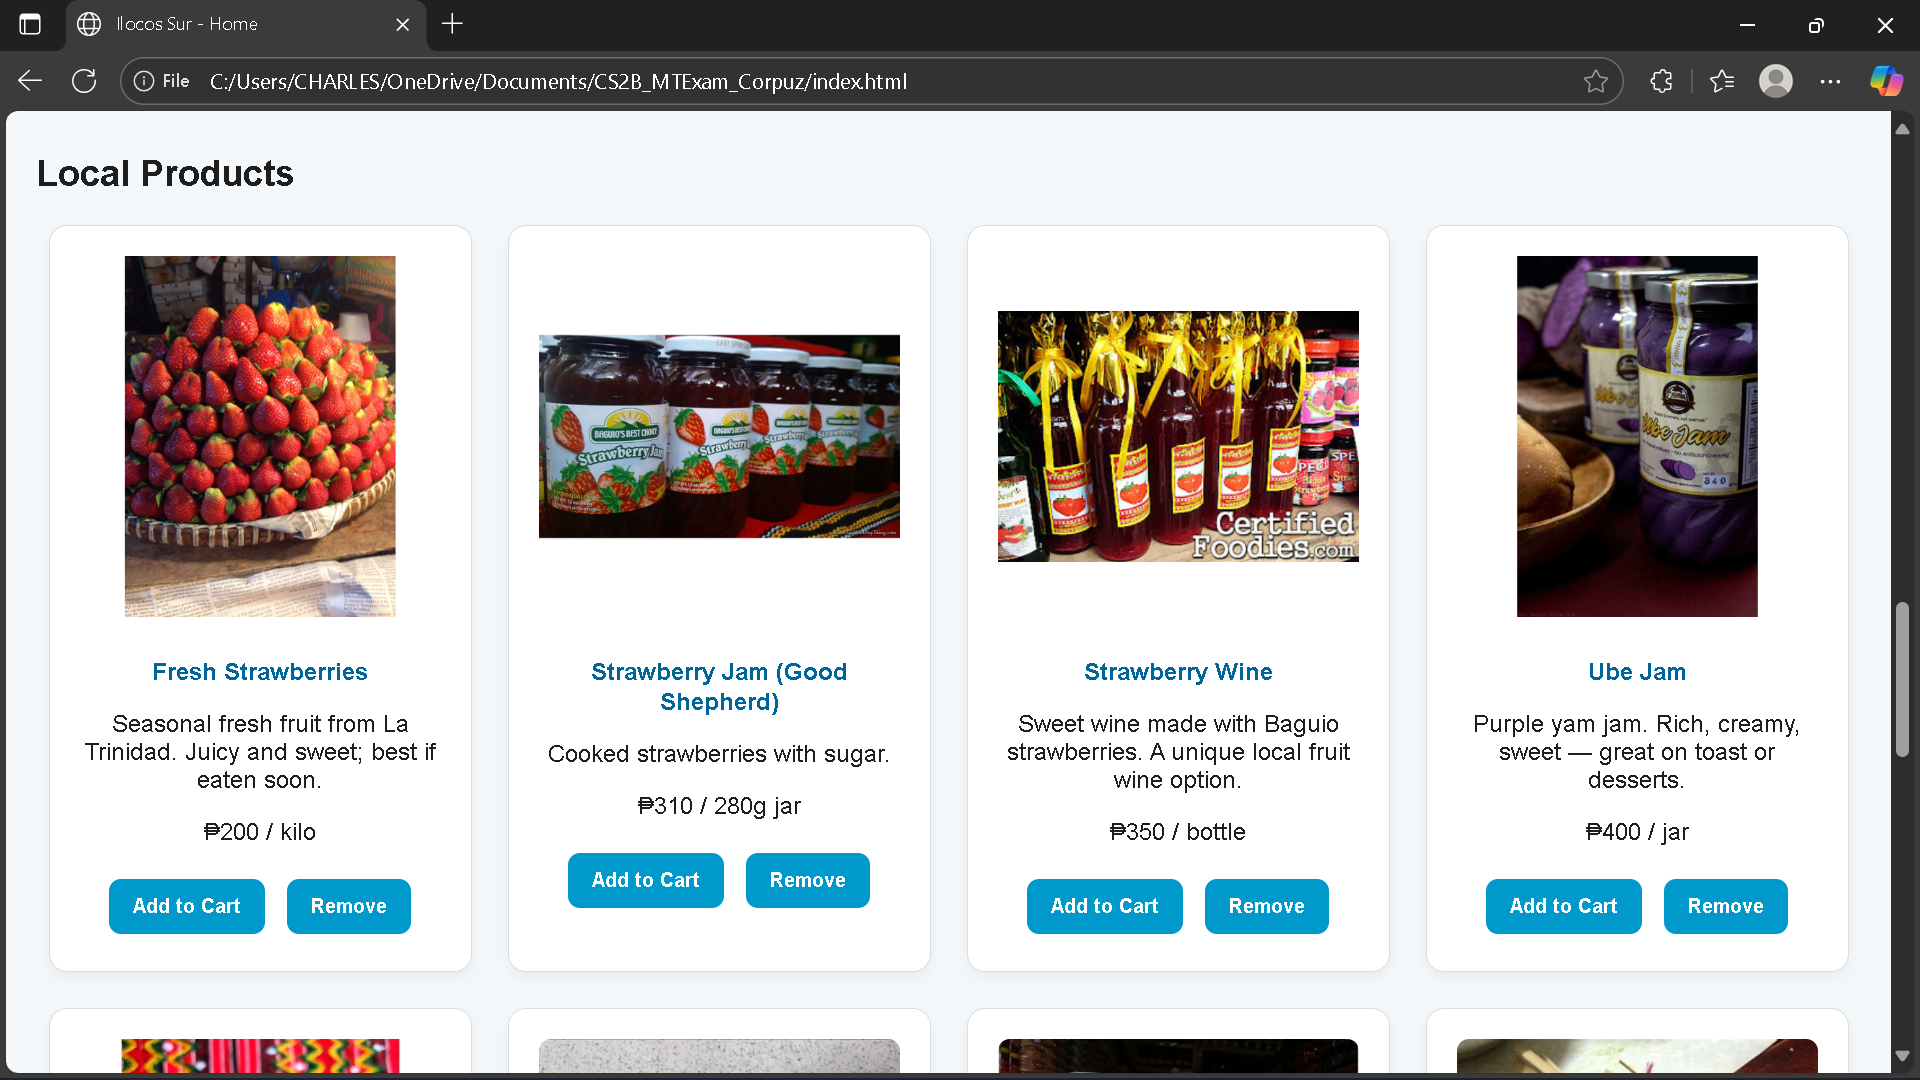 Ilocos Sur - Home
File C:/Users/CHARLES/OneDrive/Documents/CS2B_MTExam_Corpuz/index.html
Local Products
BAGUIO'S BEST CHOICE
Strawberry Jam
Strawberry
Strawberry
Certified
Foodies.com
Ube Jam
340
Fresh Strawberries
Seasonal fresh fruit from La
Trinidad. Juicy and sweet; best if
eaten soon.
₱200 / kilo
Add to Cart Remove
Strawberry Jam (Good
Shepherd)
Cooked strawberries with sugar.
₱310 / 280g jar
Add to Cart Remove
Strawberry Wine
Sweet wine made with Baguio
strawberries. A unique local fruit
wine option.
₱350 / bottle
Add to Cart Remove
Ube Jam
Purple yam jam. Rich, creamy,
sweet — great on toast or
desserts.
₱400 / jar
Add to Cart Remove